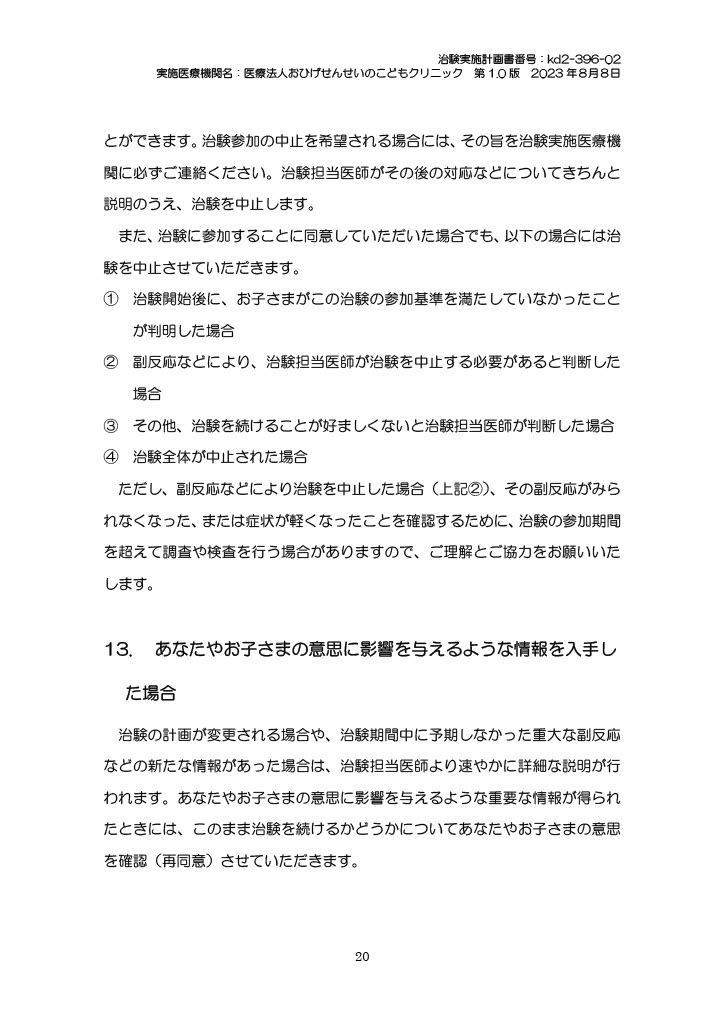 治験実施計画書番号：kd2-396-02
実施医療機関名：医療法人おひげせんせいのこどもクリニック　第 1.0 版　2023 年８月８日
とができます。治験参加の中止を希望される場合には、その旨を治験実施医療機
関に必ずご連絡ください。治験担当医師がその後の対応などについてきちんと
説明のうえ、治験を中止します。
　また、治験に参加することに同意していただいた場合でも、以下の場合には治
験を中止させていただきます。
①　治験開始後に、お子さまがこの治験の参加基準を満たしていなかったこと
が判明した場合
②　副反応などにより、治験担当医師が治験を中止する必要があると判断した
場合
③　その他、治験を続けることが好ましくないと治験担当医師が判断した場合
④　治験全体が中止された場合
　ただし、副反応などにより治験を中止した場合（上記②）、その副反応がみら
れなくなった、または症状が軽くなったことを確認するために、治験の参加期間
を超えて調査や検査を行う場合がありますので、ご理解とご協力をお願いいた
します。
13.　あなたやお子さまの意思に影響を与えるような情報を入手し
た場合
　治験の計画が変更される場合や、治験期間中に予期しなかった重大な副反応
などの新たな情報があった場合は、治験担当医師より速やかに詳細な説明が行
われます。あなたやお子さまの意思に影響を与えるような重要な情報が得られ
たときには、このまま治験を続けるかどうかについてあなたやお子さまの意思
を確認（再同意）させていただきます。
20